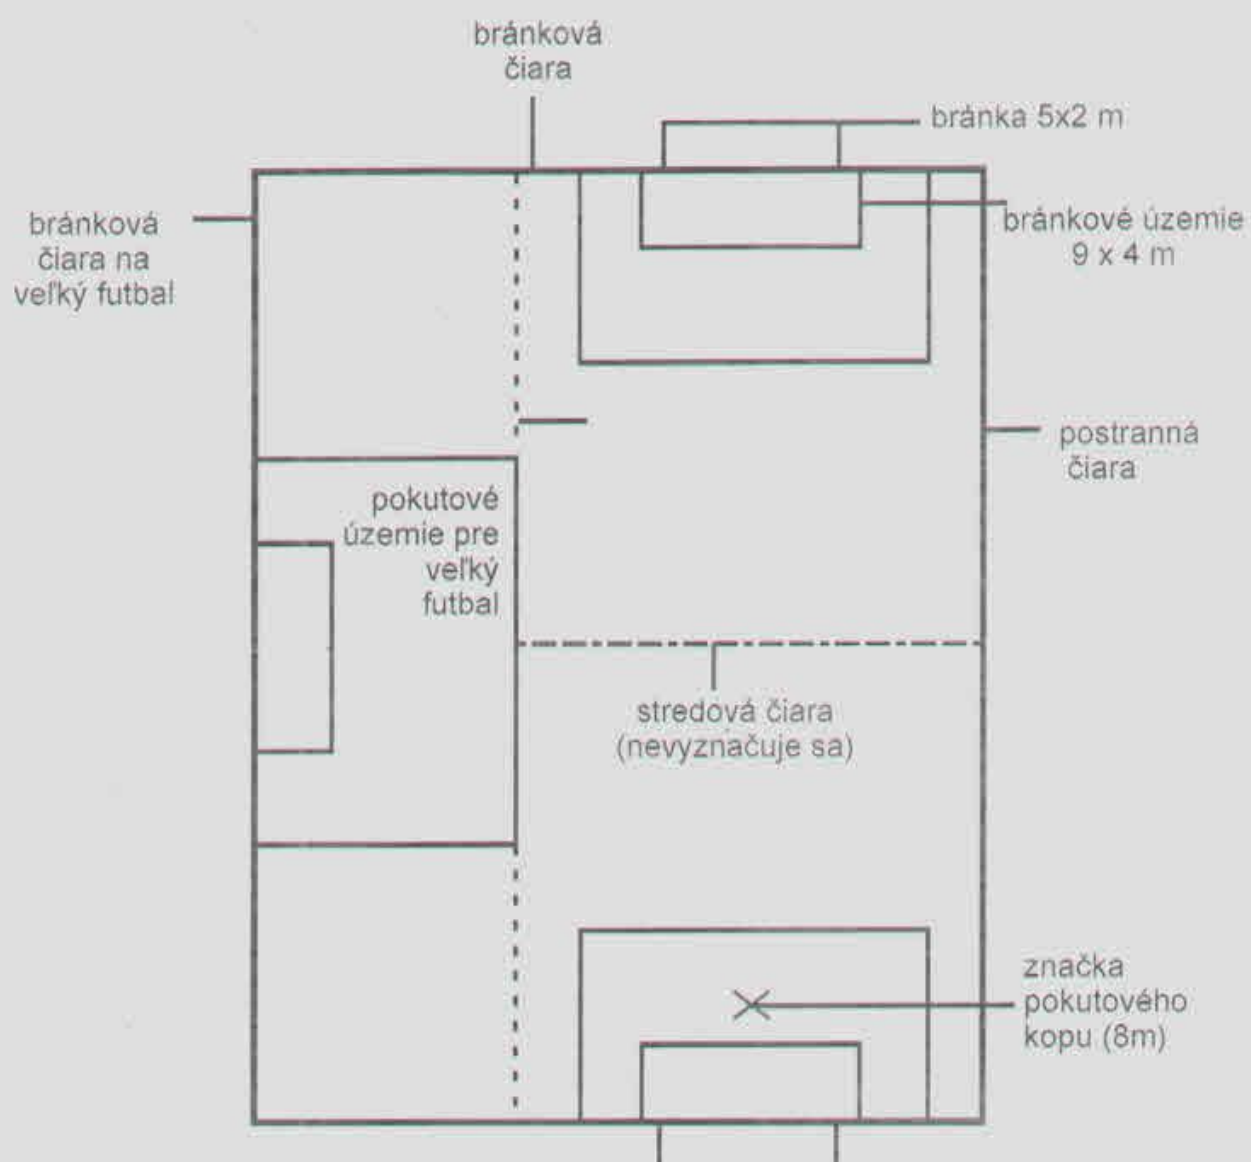 bránková
čiara
bránka 5x2 m
bránková
čiara na
veľký futbal
bránkové územie
9 x 4 m
postranná
čiara
pokutové
územie pre
veľký
futbal
stredová čiara
(nevyznačuje sa)
značka
pokutového
kopu (8m)